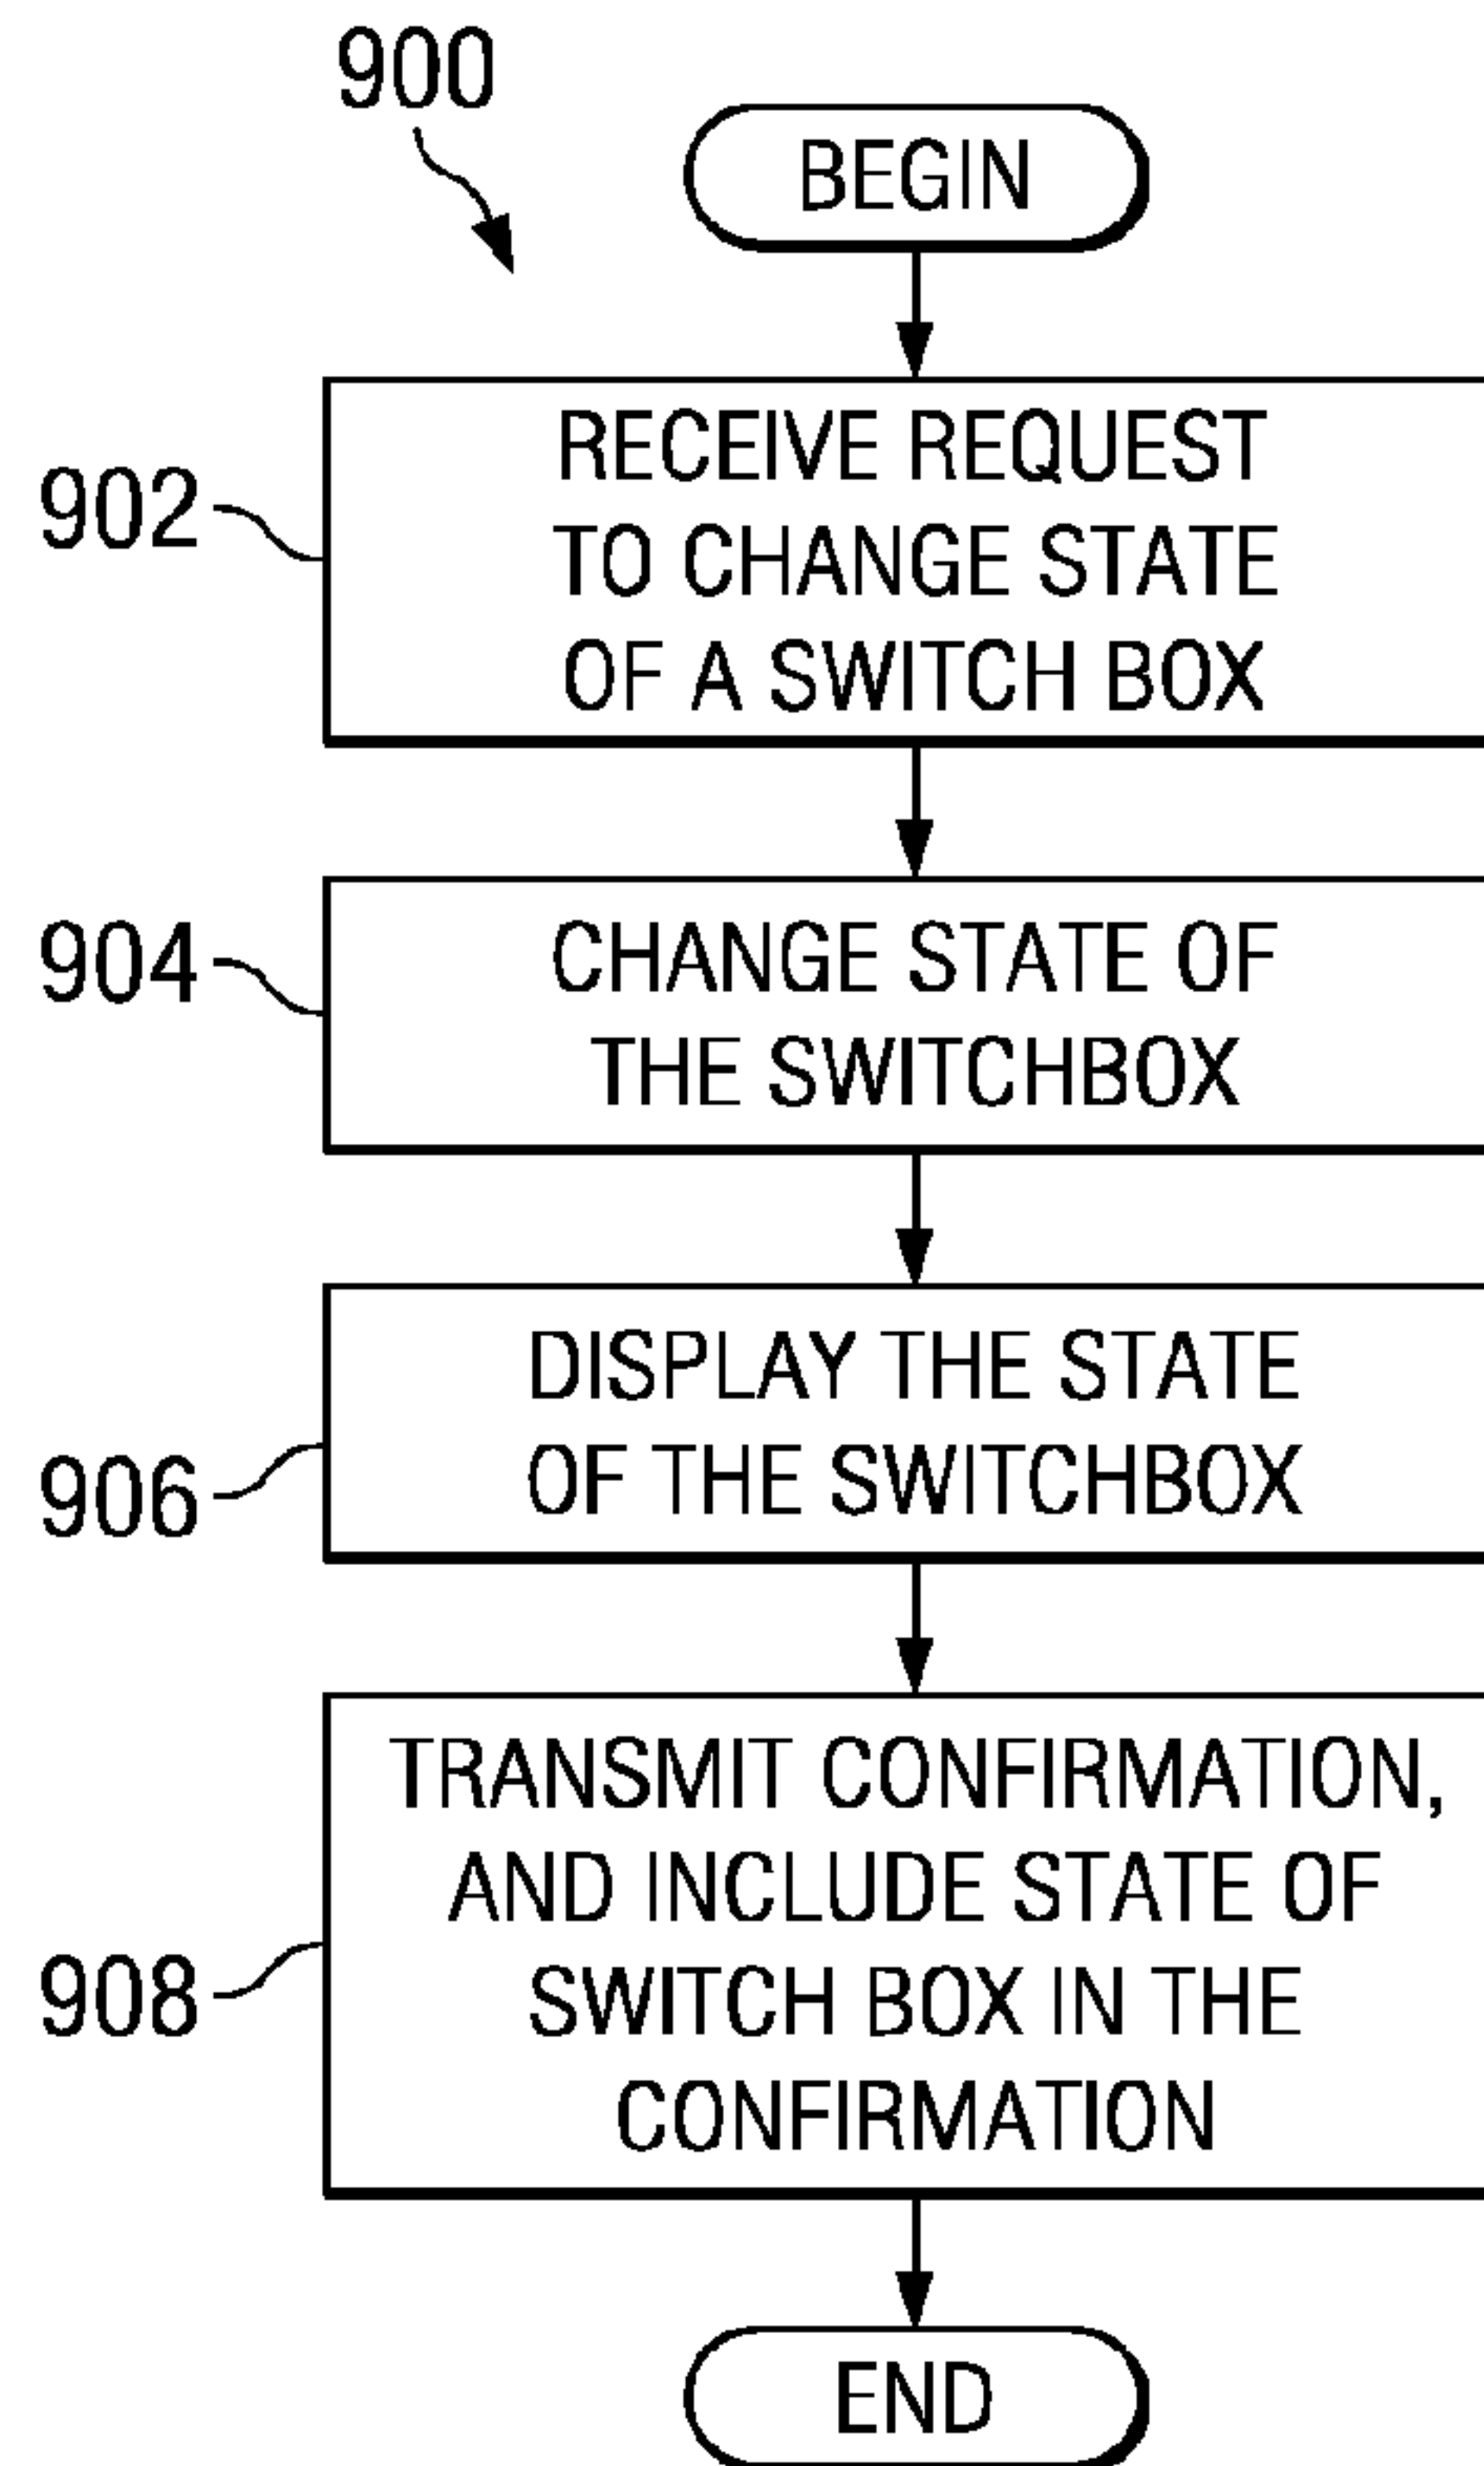 900
BEGIN
902
RECEIVE REQUEST
TO CHANGE STATE
OF A SWITCH BOX
904
CHANGE STATE OF
THE SWITCHBOX
906
DISPLAY THE STATE
OF THE SWITCHBOX
908
TRANSMIT CONFIRMATION,
AND INCLUDE STATE OF
SWITCH BOX IN THE
CONFIRMATION
END